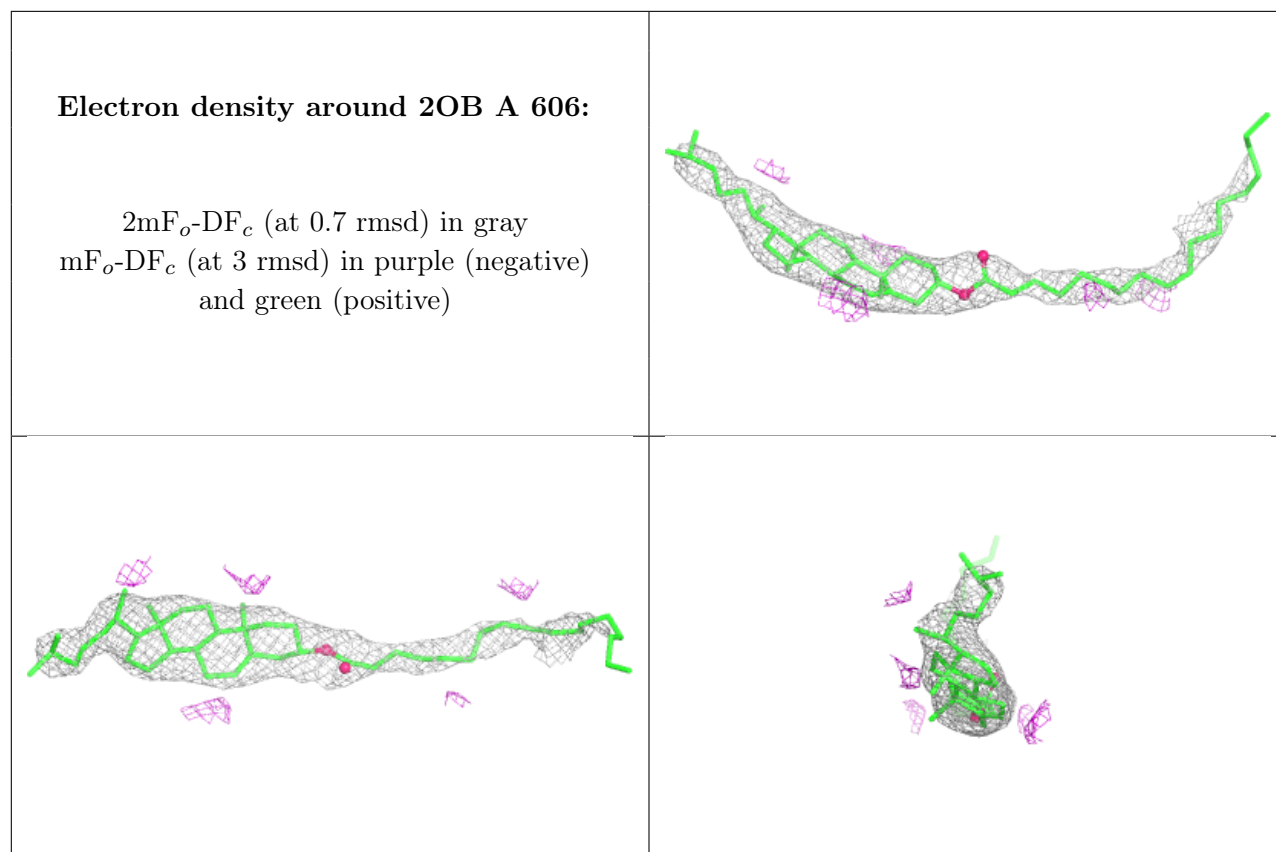 Electron density around 2OB A 606:
2mFₒ-DF𝒸 (at 0.7 rmsd) in gray
mFₒ-DF𝒸 (at 3 rmsd) in purple (negative)
and green (positive)